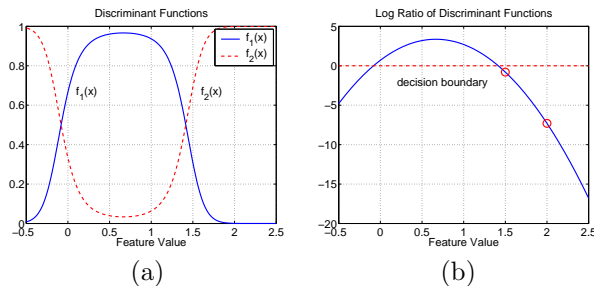 Discriminant Functions
1
0.8
0.6
0.4
0.2
0
f1(x)
f2(x)
f1(x)
f2(x)
−0.5 0 0.5 1 1.5 2 2.5
Feature Value
(a)
Log Ratio of Discriminant Functions
5
0
−5
−10
−15
−20
decision boundary
−0.5 0 0.5 1 1.5 2 2.5
Feature Value
(b)